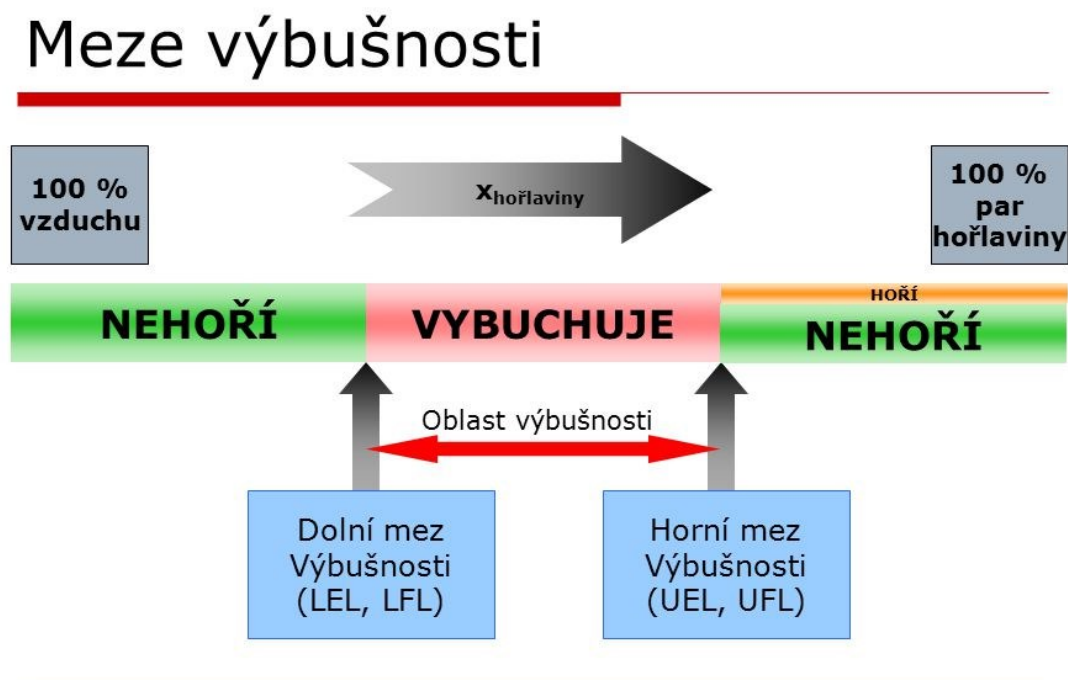 Meze výbušnosti
100 %
vzduchu
xhořlaviny
100 %
par
hořlaviny
NEHOŘÍ
VYBUCHUJE
HOŘÍ
NEHOŘÍ
Oblast výbušnosti
Dolní mez
Výbušnosti
(LEL, LFL)
Horní mez
Výbušnosti
(UEL, UFL)